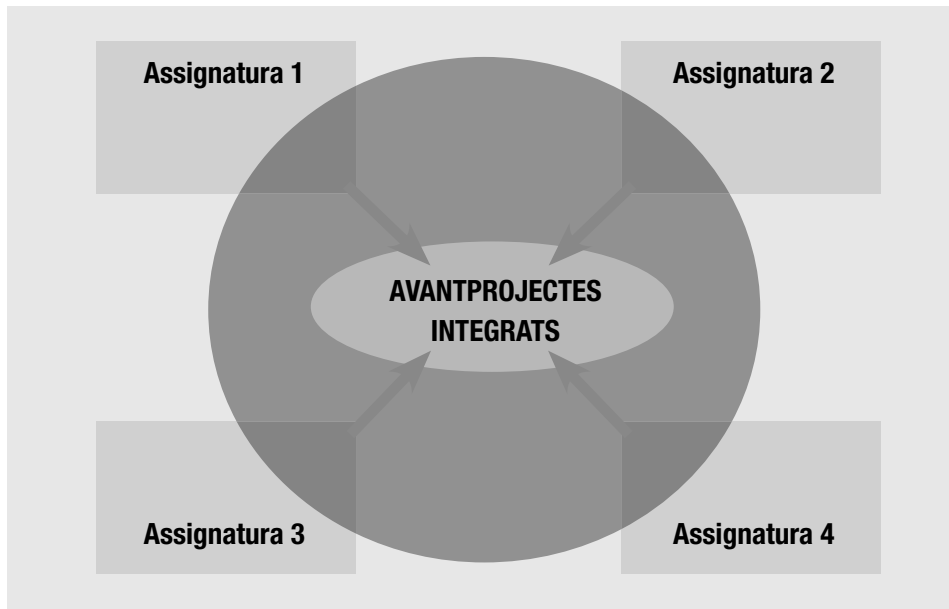 Assignatura 1
Assignatura 2
AVANTPROJECTES
INTEGRATS
Assignatura 3
Assignatura 4